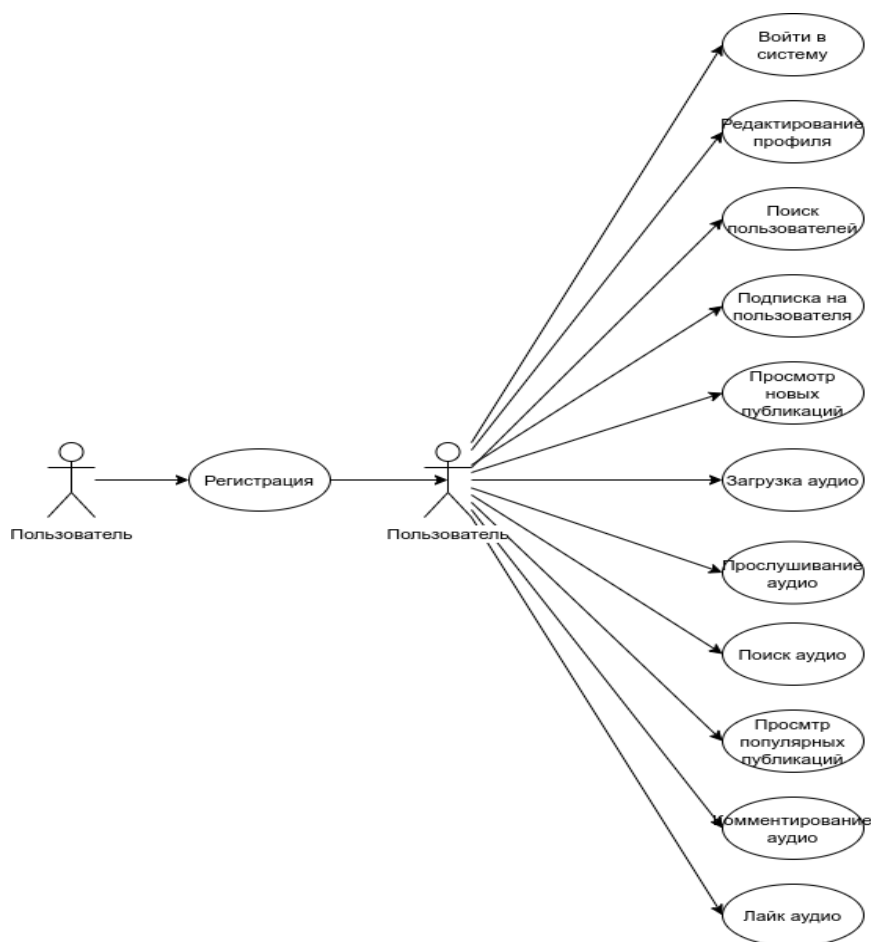 Войти в
систему
Редактирование
профиля
Поиск
пользователей
Подписка на
пользователя
Просмотр
новых
публикаций
Регистрация
Загрузка аудио
Пользователь
Пользователь
Прослушивание
аудио
Поиск аудио
Просмтр
популярных
публикаций
Комментирование
аудио
Лайк аудио